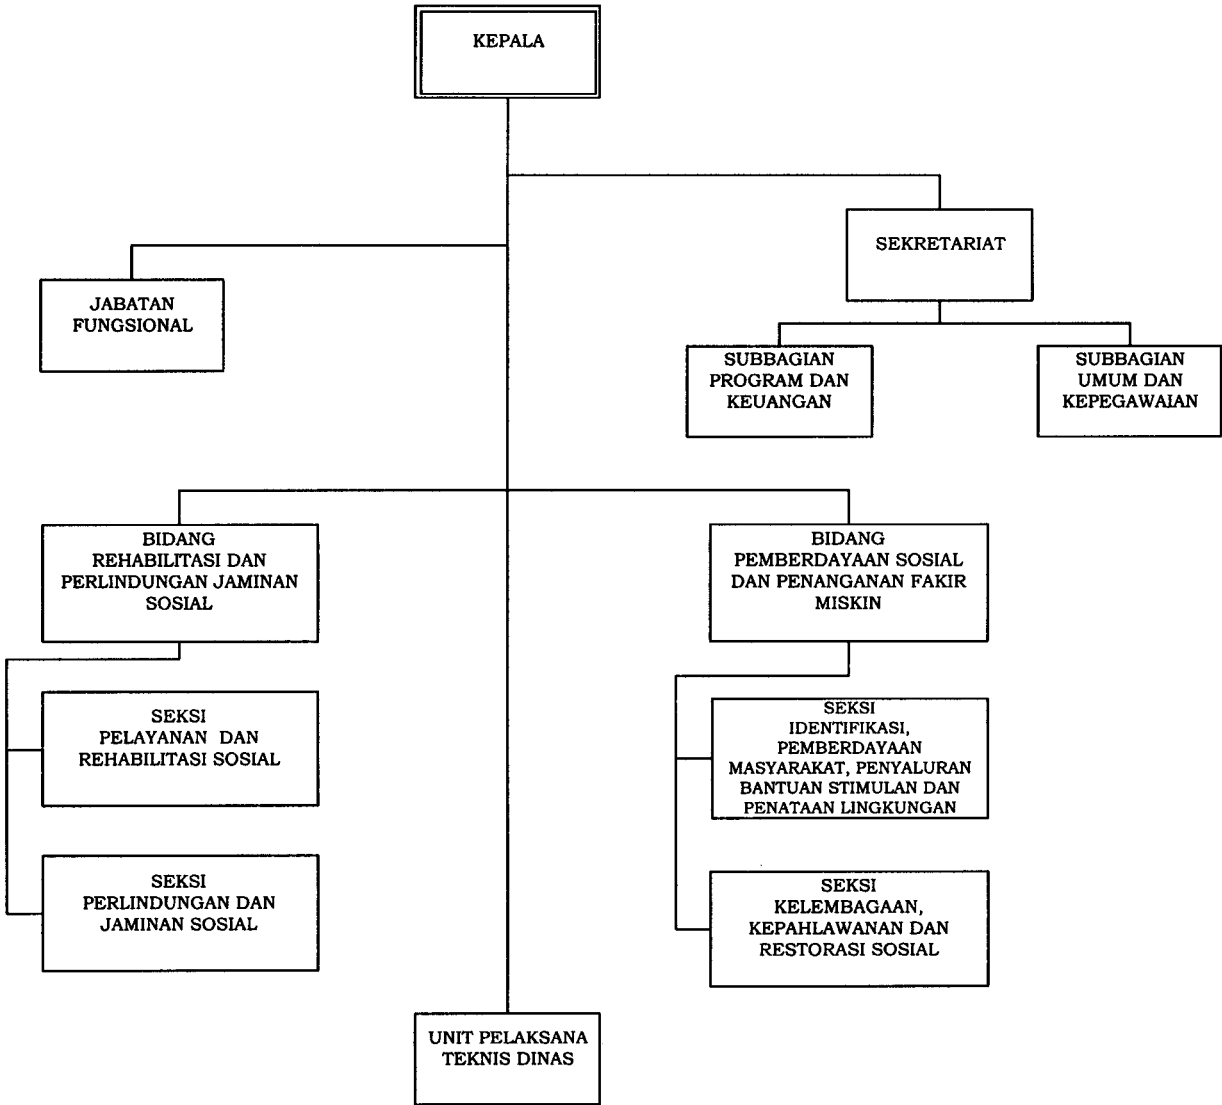 KEPALA
SEKRETARIAT
JABATAN
FUNGSIONAL
SUBBAGIAN
PROGRAM DAN
KEUANGAN
SUBBAGIAN
UMUM DAN
KEPEGAWAIAN
BIDANG
REHABILITASI DAN
PERLINDUNGAN JAMINAN
SOSIAL
BIDANG
PEMBERDAYAAN SOSIAL
DAN PENANGANAN FAKIR
MISKIN
SEKSI
PELAYANAN DAN
REHABILITASI SOSIAL
SEKSI
IDENTIFIKASI,
PEMBERDAYAAN
MASYARAKAT, PENYALURAN
BANTUAN STIMULAN DAN
PENATAAN LINGKUNGAN
SEKSI
PERLINDUNGAN DAN
JAMINAN SOSIAL
SEKSI
KELEMBAGAAN,
KEPAHLAWANAN DAN
RESTORASI SOSIAL
UNIT PELAKSANA
TEKNIS DINAS